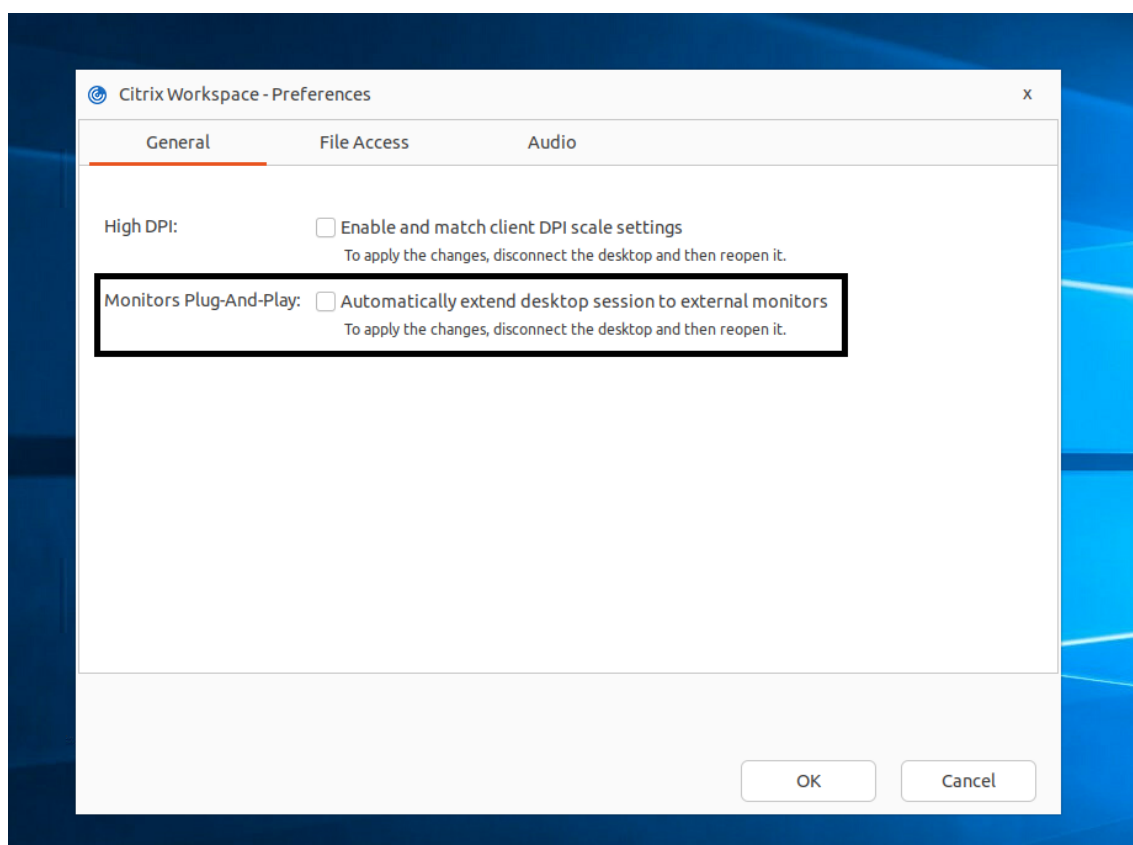 Citrix Workspace - Preferences x
General File Access Audio
High DPI: Enable and match client DPI scale settings
To apply the changes, disconnect the desktop and then reopen it.
Monitors Plug-And-Play: Automatically extend desktop session to external monitors
To apply the changes, disconnect the desktop and then reopen it.
OK Cancel